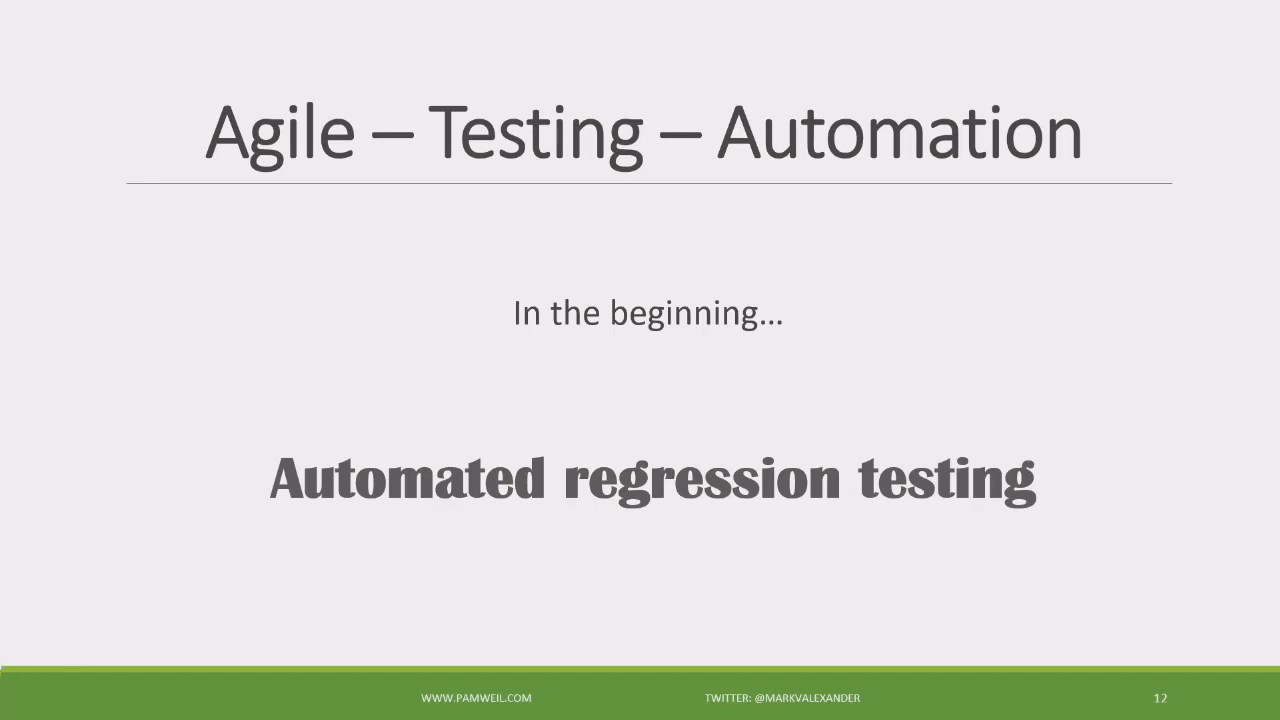 Agile – Testing – Automation
In the beginning…
Automated regression testing
WWW.PAMWEIL.COM TWITTER: @MARKVALEXANDER 12